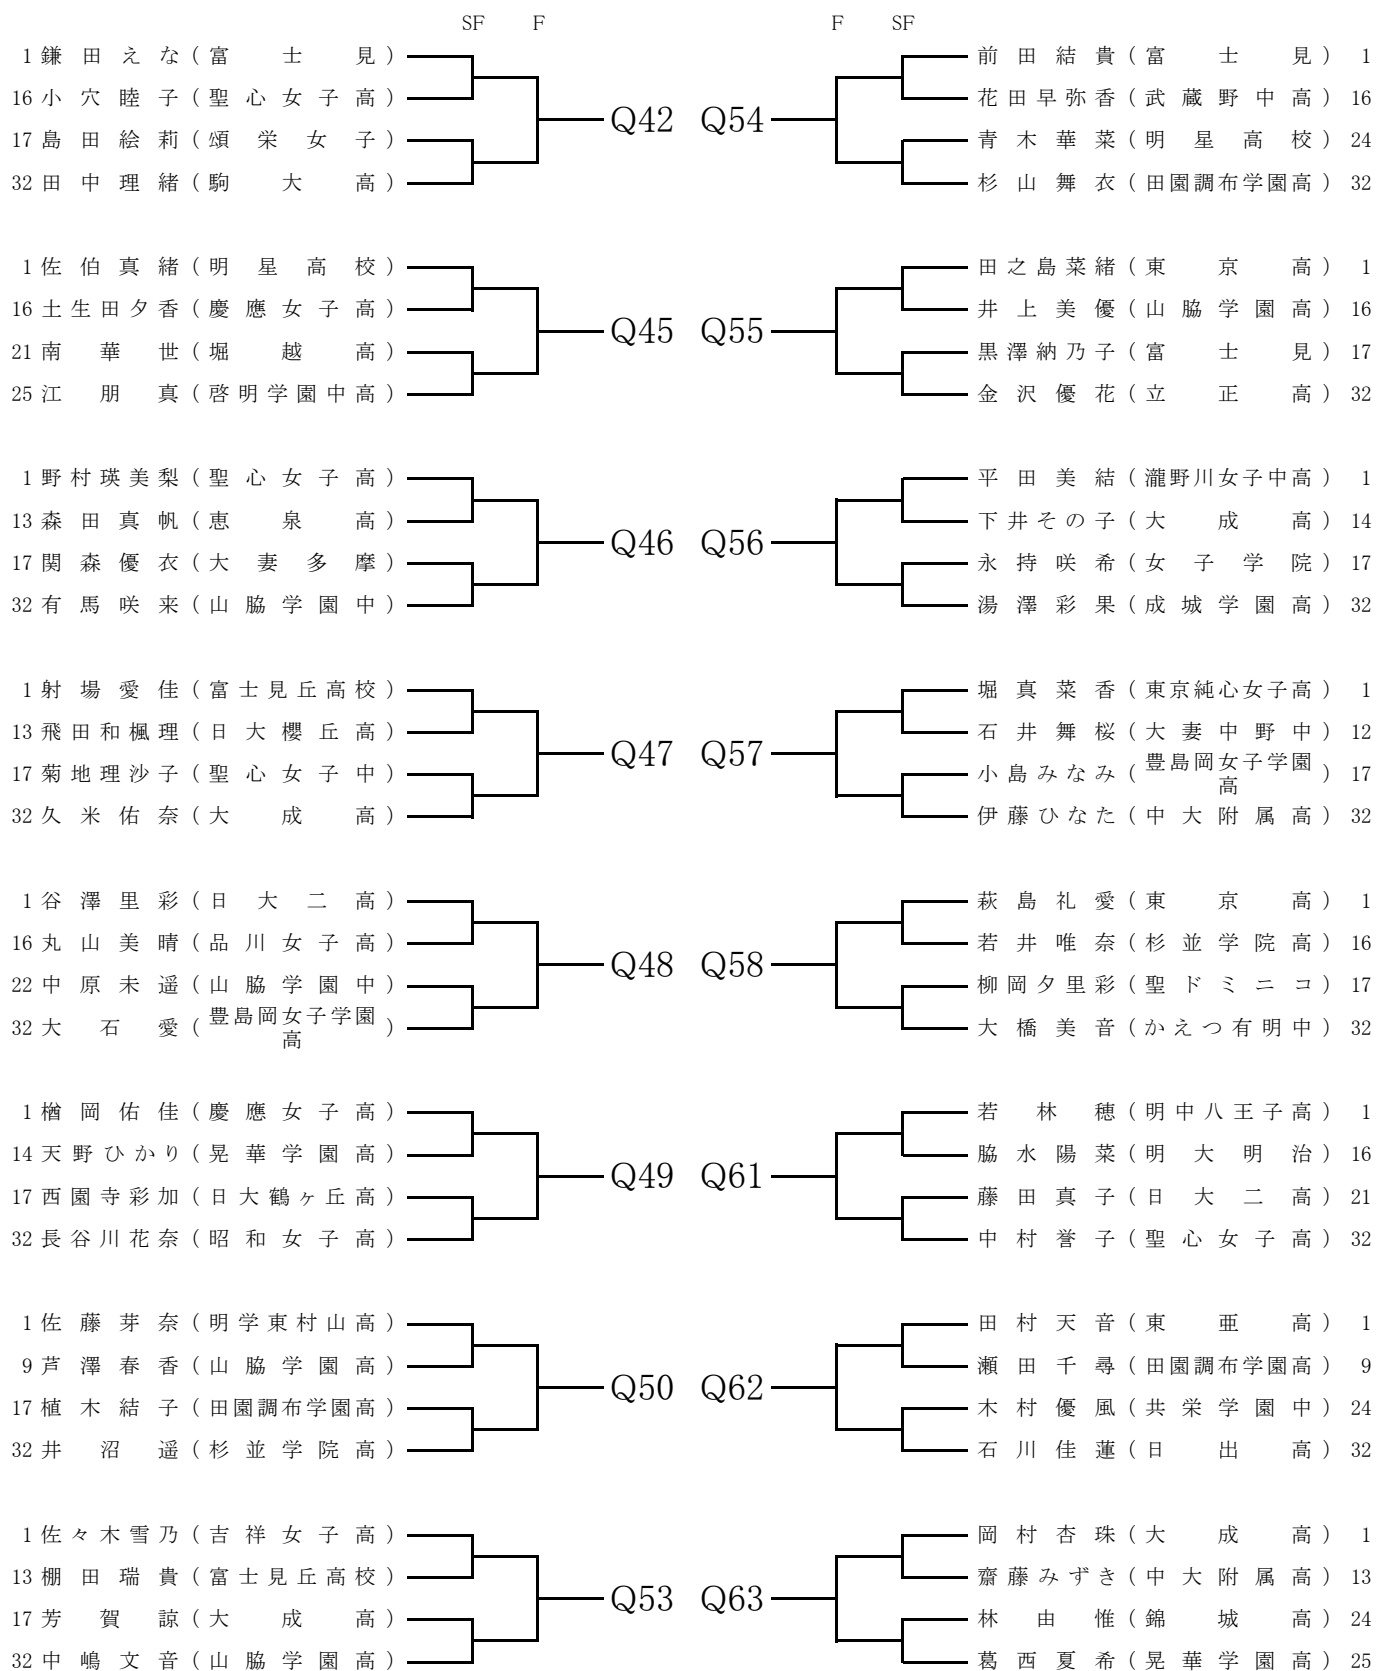 SF F F SF
1 鎌田えな（富士見）
16 小穴睦子（聖心女子高）
17 島田絵莉（頌栄女子）
32 田中理緒（駒大高）
Q42
1 佐伯真緒（明星高校）
16 土生田夕香（慶應女子高）
21 南華世（堀越高）
25 江朋真（啓明学園中高）
Q45
1 野村瑛美梨（聖心女子高）
13 森田真帆（恵泉高）
17 関森優衣（大妻多摩）
32 有馬咲来（山脇学園中）
Q46
1 射場愛佳（富士見丘高校）
13 飛田和楓理（日大櫻丘高）
17 菊地理沙子（聖心女子中）
32 久米佑奈（大成高）
Q47
1 谷澤里彩（日大二高）
16 丸山美晴（品川女子高）
22 中原未遥（山脇学園中）
32 大石愛（豊島岡女子学園高）
Q48
1 楢岡佑佳（慶應女子高）
14 天野ひかり（晃華学園高）
17 西園寺彩加（日大鶴ヶ丘高）
32 長谷川花奈（昭和女子高）
Q49
1 佐藤芽奈（明学東村山高）
9 芦澤春香（山脇学園高）
17 植木結子（田園調布学園高）
32 井沼遥（杉並学院高）
Q50
1 佐々木雪乃（吉祥女子高）
13 棚田瑞貴（富士見丘高校）
17 芳賀諒（大成高）
32 中嶋文音（山脇学園高）
Q53
前田結貴（富士見） 1
花田早弥香（武蔵野中高） 16
青木華菜（明星高校） 24
杉山舞衣（田園調布学園高） 32
Q54
田之島菜緒（東京高） 1
井上美優（山脇学園高） 16
黒澤納乃子（富士見） 17
金沢優花（立正高） 32
Q55
平田美結（瀧野川女子中高） 1
下井その子（大成高） 14
永持咲希（女子学院） 17
湯澤彩果（成城学園高） 32
Q56
堀真菜香（東京純心女子高） 1
石井舞桜（大妻中野中） 12
小島みなみ（豊島岡女子学園高） 17
伊藤ひなた（中大附属高） 32
Q57
萩島礼愛（東京高） 1
若井唯奈（杉並学院高） 16
柳岡夕里彩（聖ドミニコ） 17
大橋美音（かえつ有明中） 32
Q58
若林穂（明中八王子高） 1
脇水陽菜（明大明治） 16
藤田真子（日大二高） 21
中村誉子（聖心女子高） 32
Q61
田村天音（東亜高） 1
瀬田千尋（田園調布学園高） 9
木村優風（共栄学園中） 24
石川佳蓮（日出高） 32
Q62
岡村杏珠（大成高） 1
齋藤みずき（中大附属高） 13
林由惟（錦城高） 24
葛西夏希（晃華学園高） 25
Q63